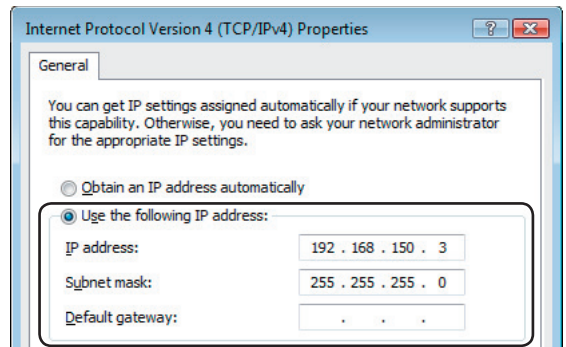 Internet Protocol Version 4 (TCP/IPv4) Properties
General
You can get IP settings assigned automatically if your network supports
this capability. Otherwise, you need to ask your network administrator
for the appropriate IP settings.
Obtain an IP address automatically
Use the following IP address:
IP address: 192 . 168 . 150 . 3
Subnet mask: 255 . 255 . 255 . 0
Default gateway: . . .